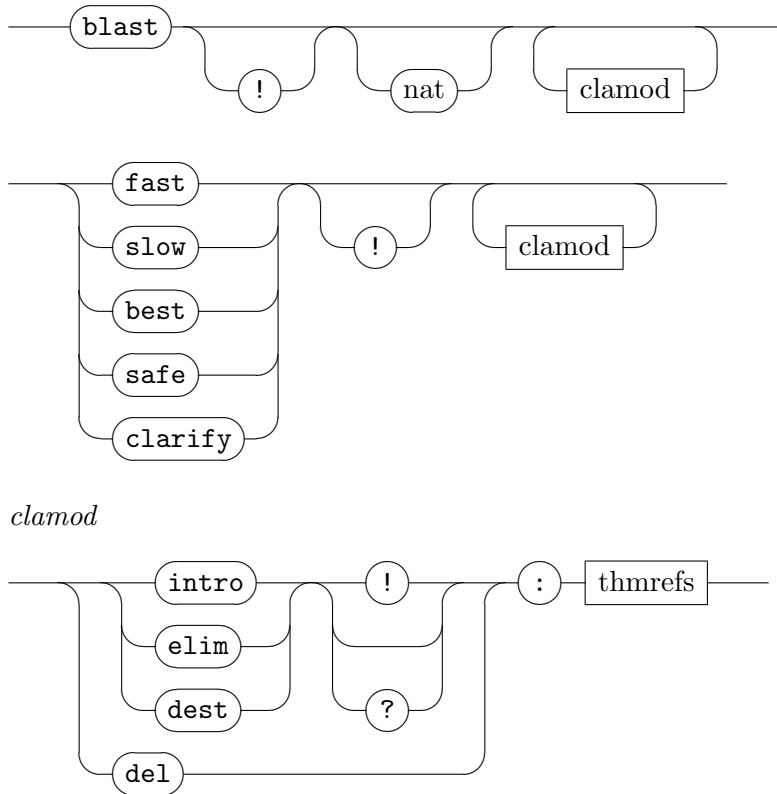 blast
! nat clamod
fast
slow ! clamod
best
safe
clarify
clamod
intro ! : thmrefs
elim
dest ?
del